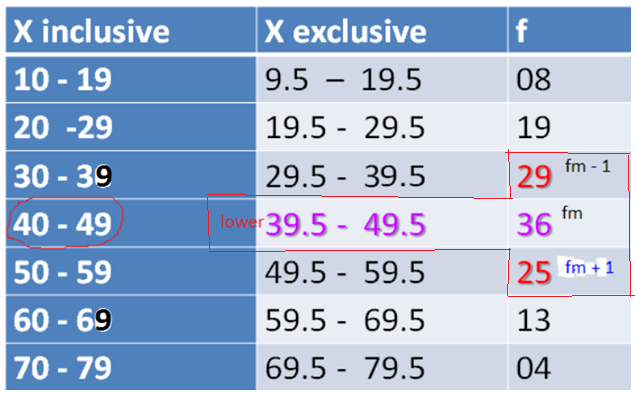 X inclusive X exclusive f
10 - 19 9.5 – 19.5 08
20 -29 19.5 - 29.5 19
30 - 39 29.5 - 39.5 29 fm - 1
40 - 49 lower 39.5 - 49.5 36 fm
50 - 59 49.5 - 59.5 25 fm + 1
60 - 69 59.5 - 69.5 13
70 - 79 69.5 - 79.5 04